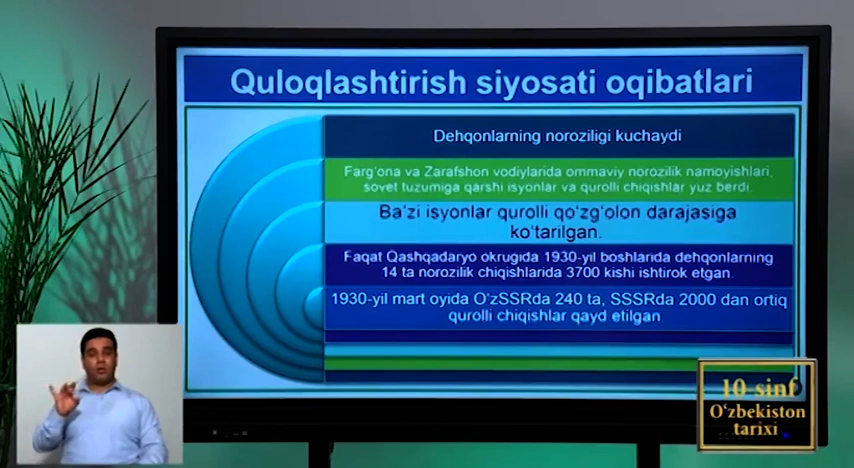 Quloqlashtirish siyosati oqibatlari
Dehqonlarning noroziligi kuchaydi
Farg‘ona va Zarafshon vodiylarida ommaviy norozilik namoyishlari,
sovet tuzumiga qarshi isyonlar va qurolli chiqishlar yuz berdi.
Ba’zi isyonlar qurolli qo‘zg‘olon darajasiga
ko‘tarilgan.
Faqat Qashqadaryo okrugida 1930-yil boshlarida dehqonlarning
14 ta norozilik chiqishlarida 3700 kishi ishtirok etgan.
1930-yil mart oyida O‘zSSRda 240 ta, SSSRda 2000 dan ortiq
qurolli chiqishlar qayd etilgan
10-sinf
O‘zbekiston
tarixi